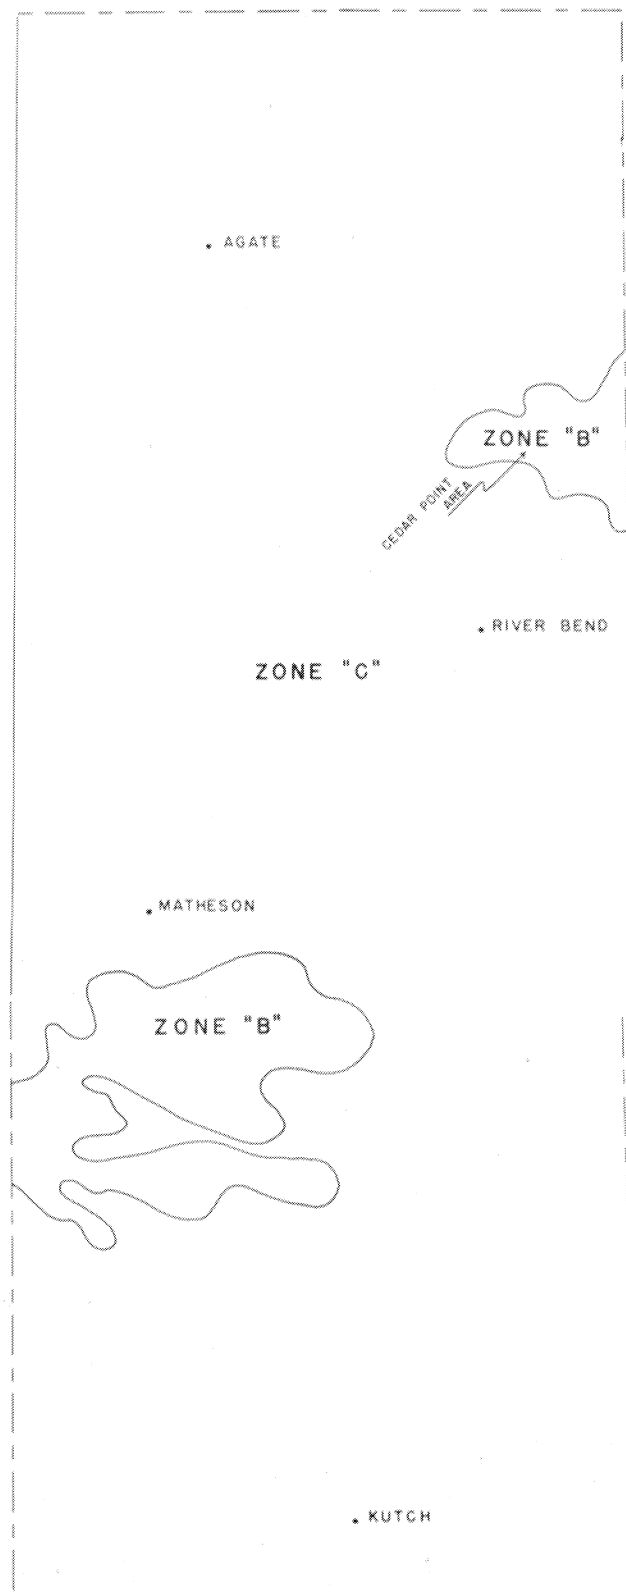 AGATE
ZONE "B"
CEDAR POINT
AREA
RIVER BEND
ZONE "C"
MATHESON
ZONE "B"
KUTCH